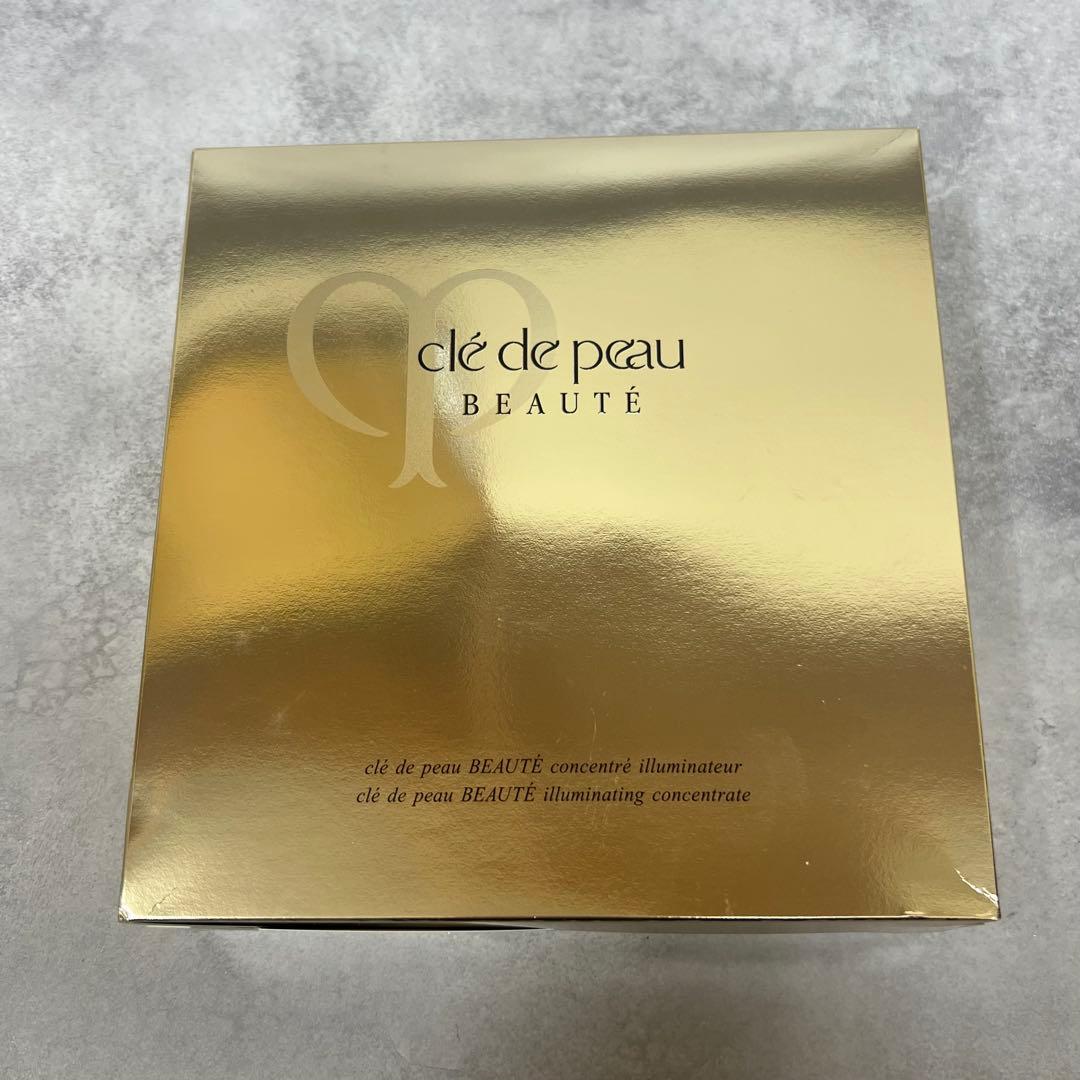 clé de peau
BEAUTÉ
clé de peau BEAUTÉ concentré illuminateur
clé de peau BEAUTÉ illuminating concentrate